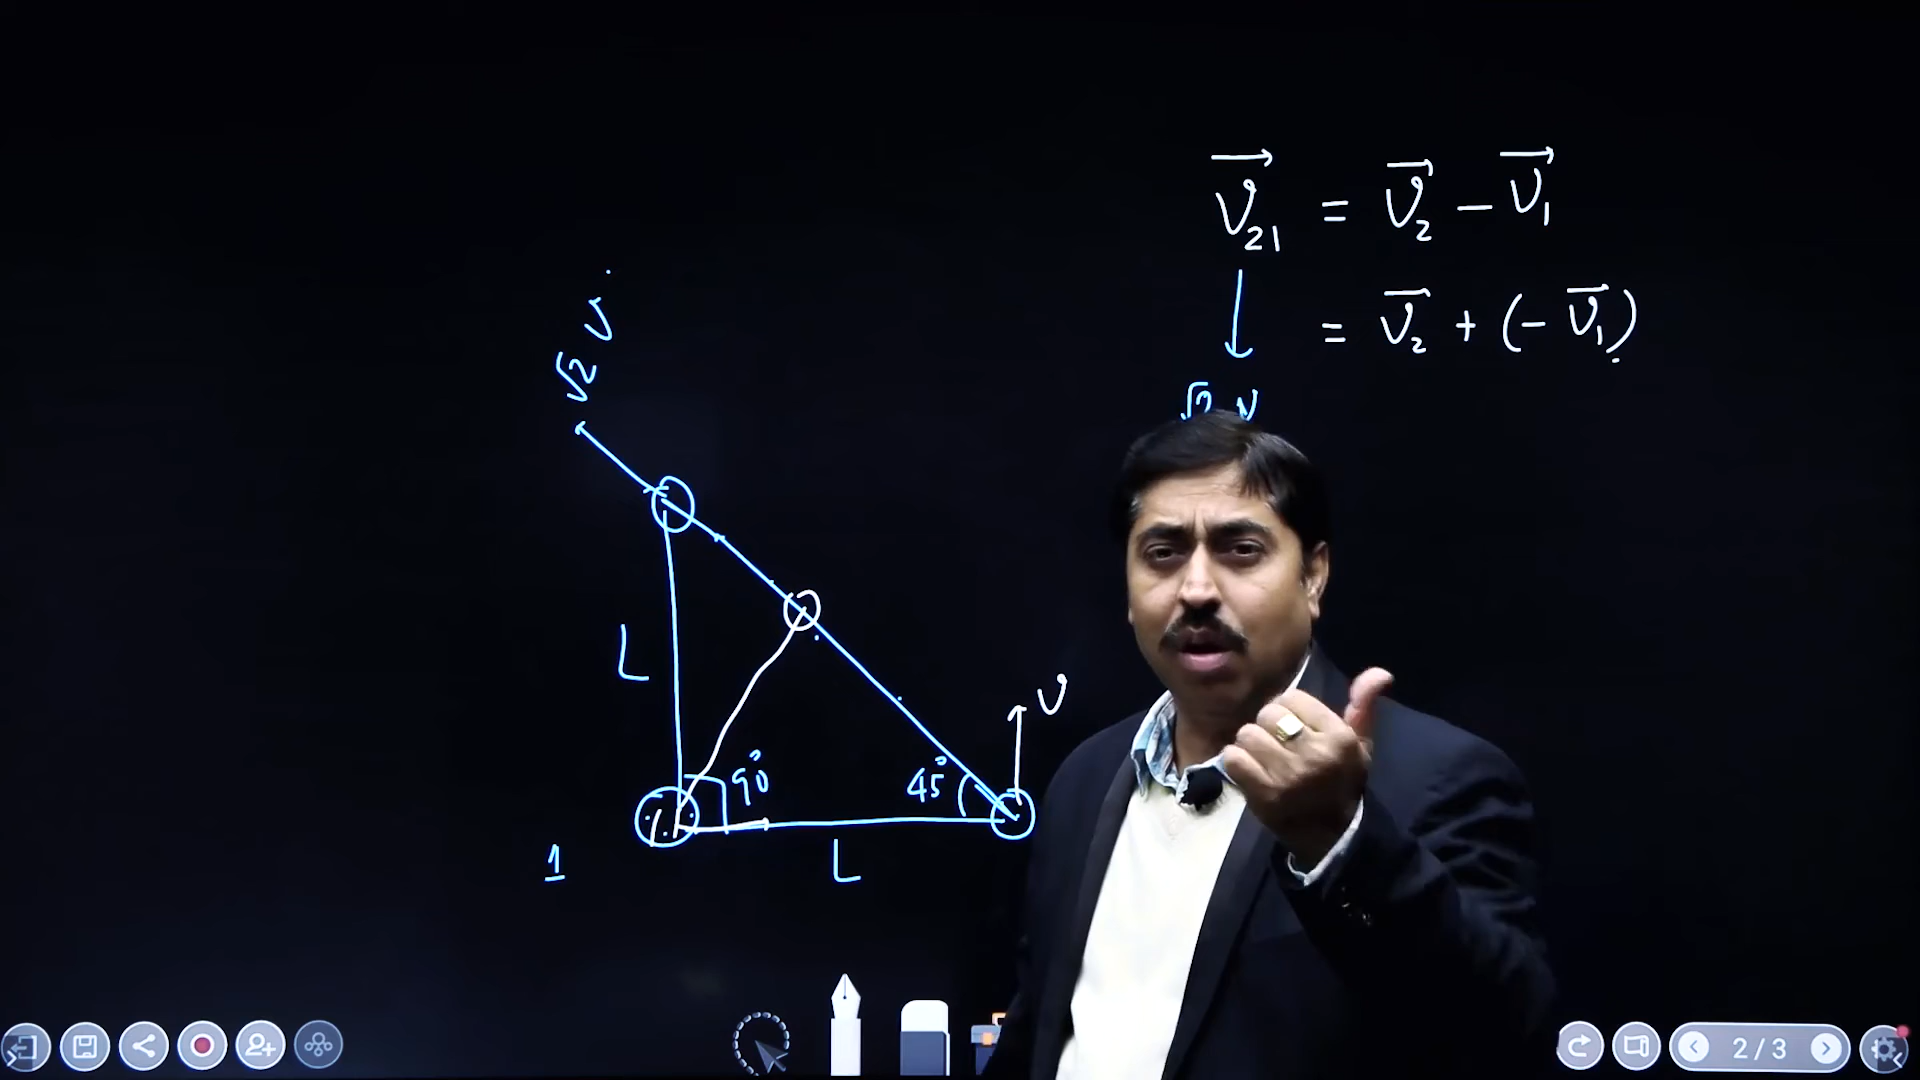 V⃗₂₁ = V⃗₂ − V⃗₁
= V⃗₂ + (− V⃗₁)
√2 V
√2 V
L
V
90°
45°
1
L
2/3